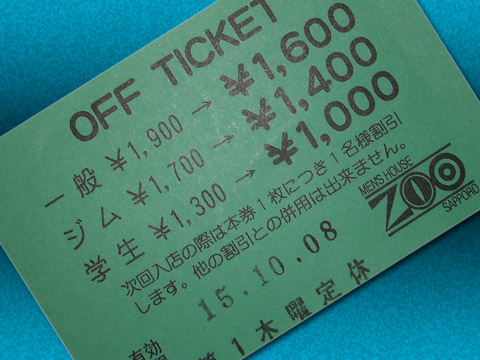 OFF TICKET
一般 ¥1,900 → ¥1,600
ジム ¥1,700 → ¥1,400
学生 ¥1,300 → ¥1,000
次回入店の際は本券1枚につき1名様割引
します。他の割引との併用は出来ません。
MEN'S HOUSE
ZOO
SAPPORO
15.10.08
有効
1木曜定休